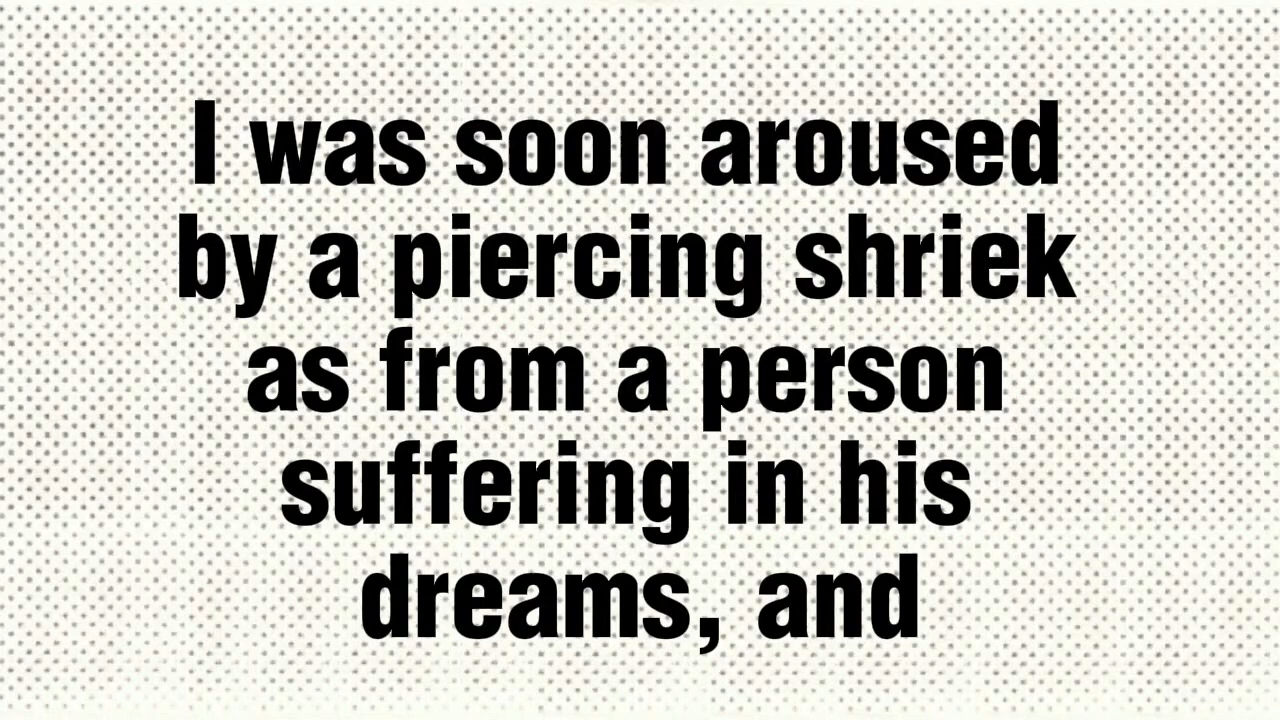 I was soon aroused
by a piercing shriek
as from a person
suffering in his
dreams, and